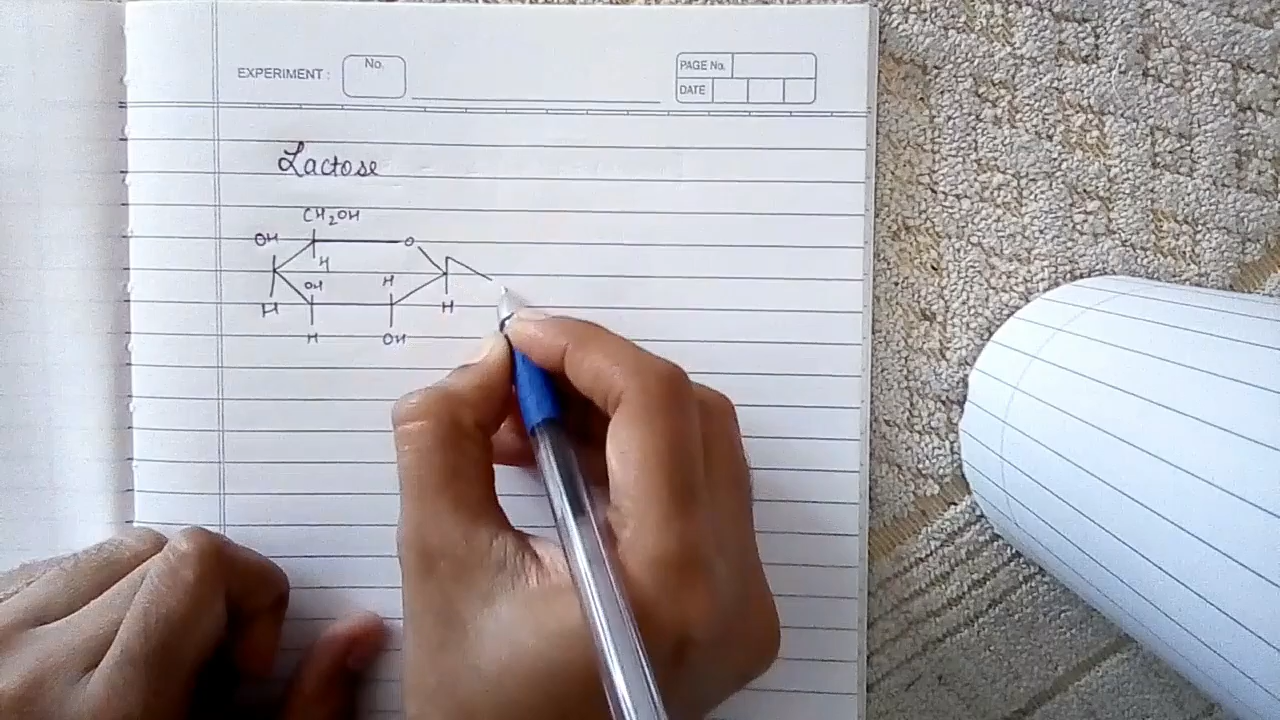 EXPERIMENT : No.
PAGE No.
DATE
Lactose
CH₂OH
OH O
H
H
OH
H H
H OH